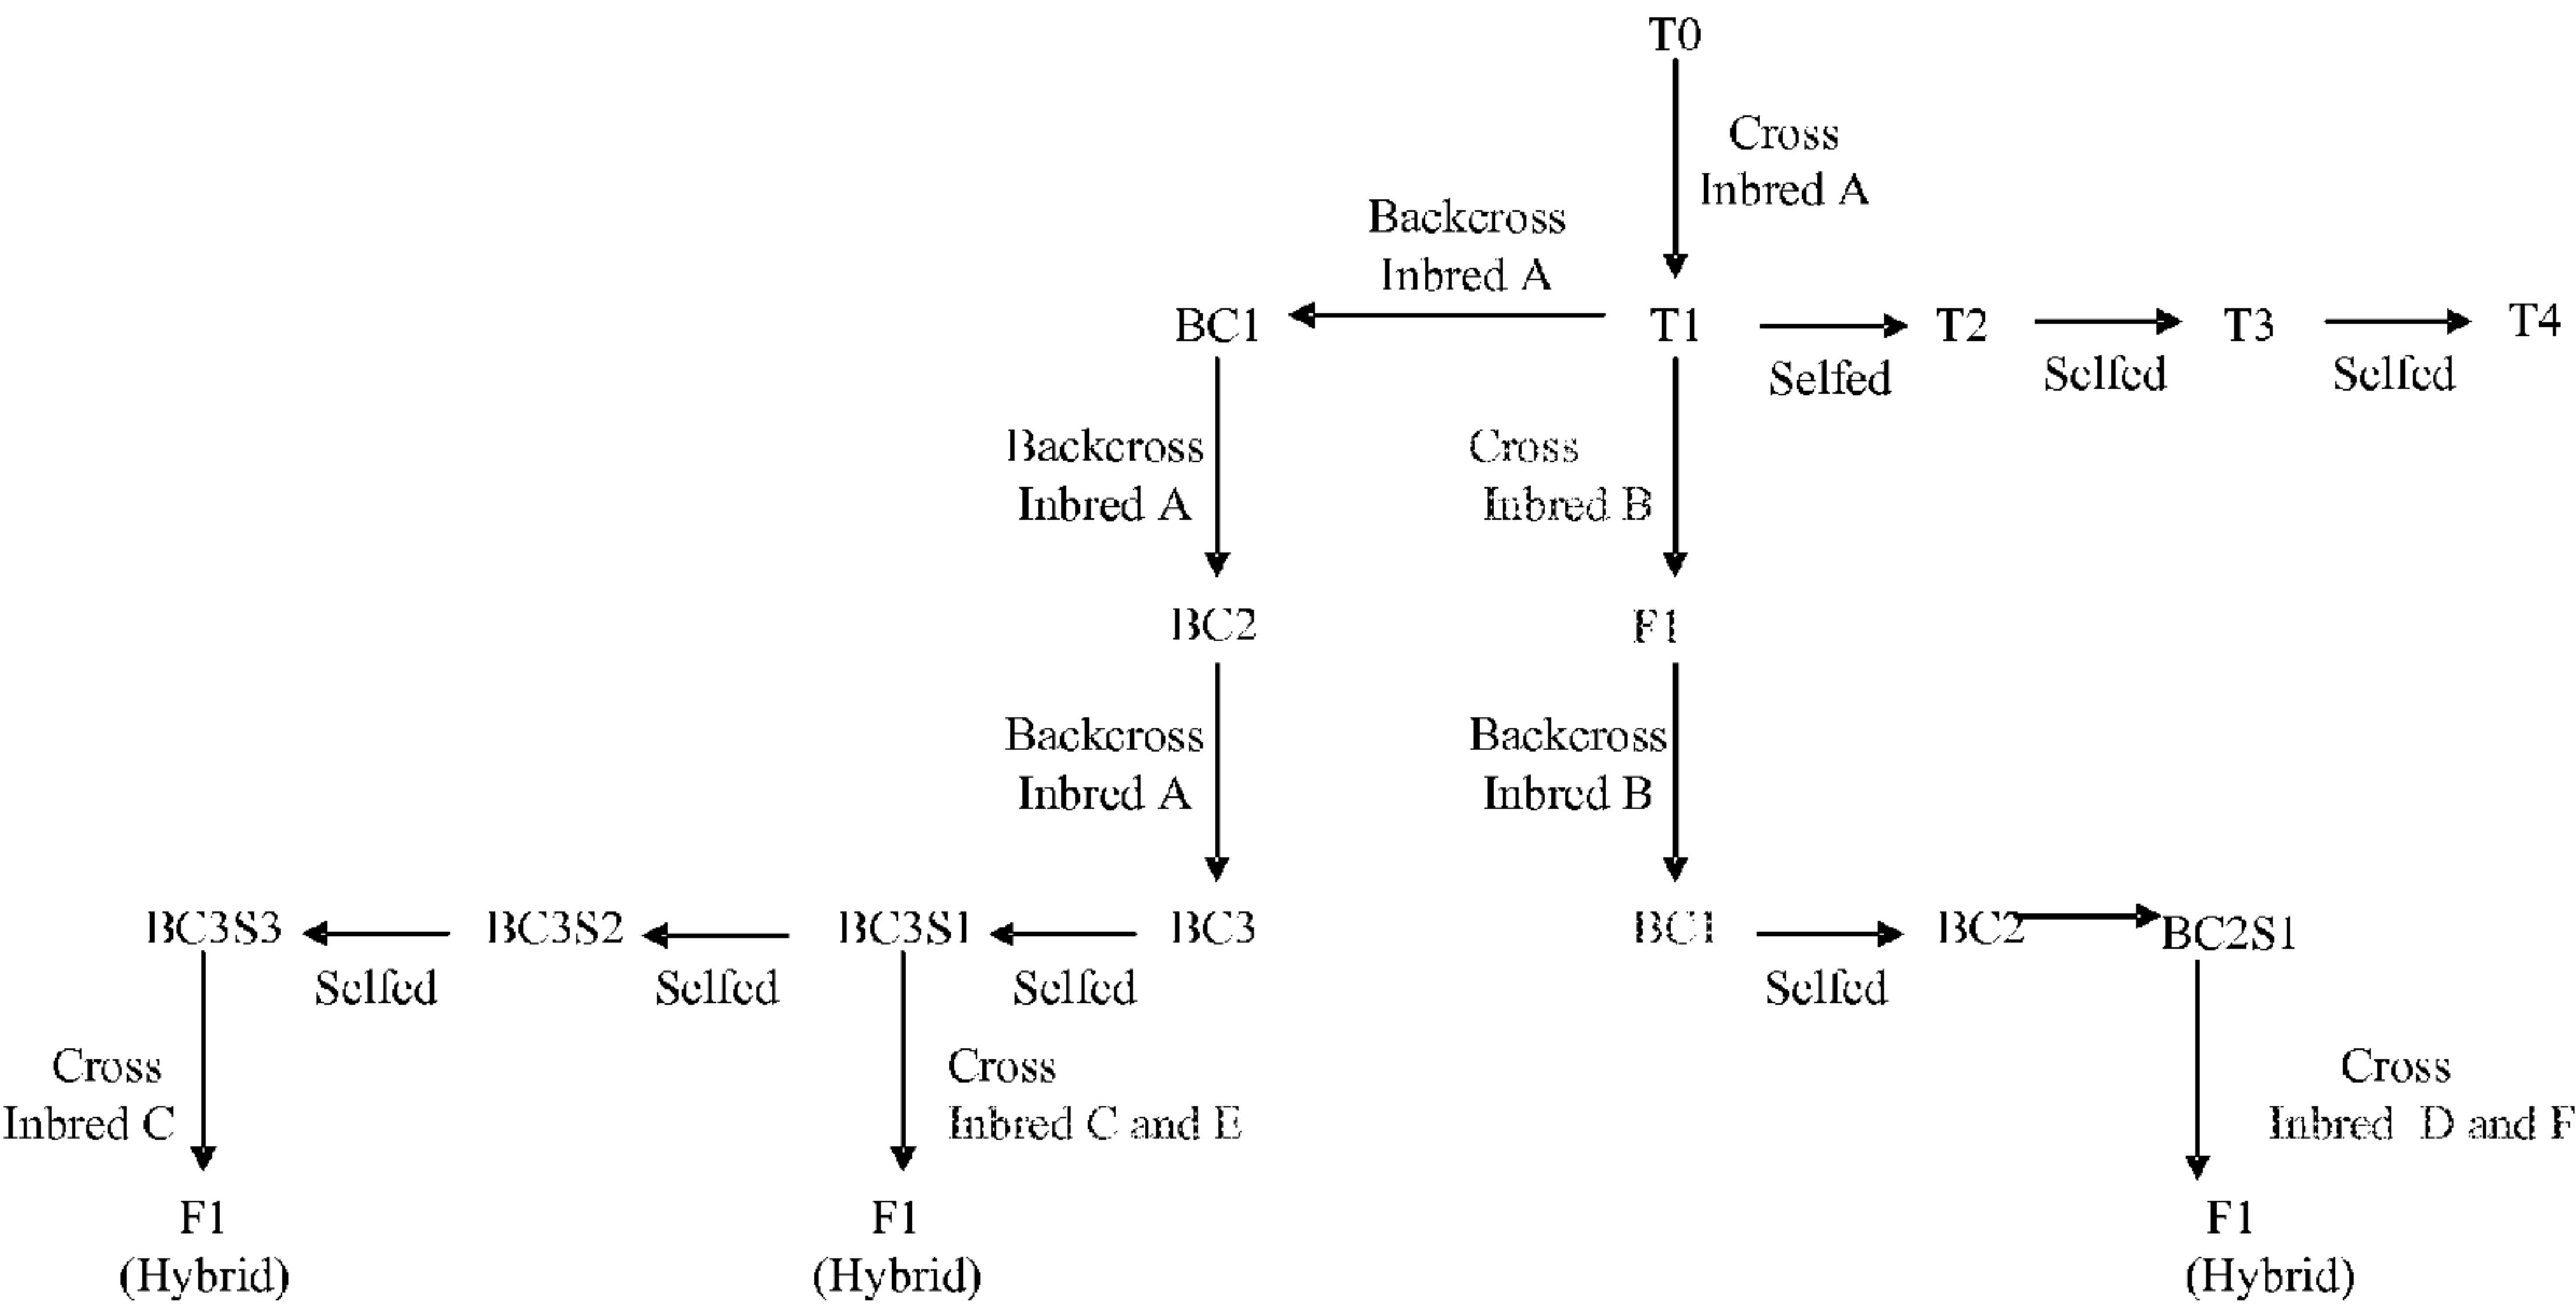 T0
Cross
Inbred A
Backcross
Inbred A
BC1
T1
T2
T3
T4
Selfed
Selfed
Selfed
Backcross
Inbred A
Cross
Inbred B
BC2
F1
Backcross
Inbred A
Backcross
Inbred B
BC3S3
BC3S2
BC3S1
BC3
BC1
BC2
BC2S1
Selfed
Selfed
Selfed
Selfed
Cross
Inbred C
Cross
Inbred C and E
Cross
Inbred D and F
F1
(Hybrid)
F1
(Hybrid)
F1
(Hybrid)